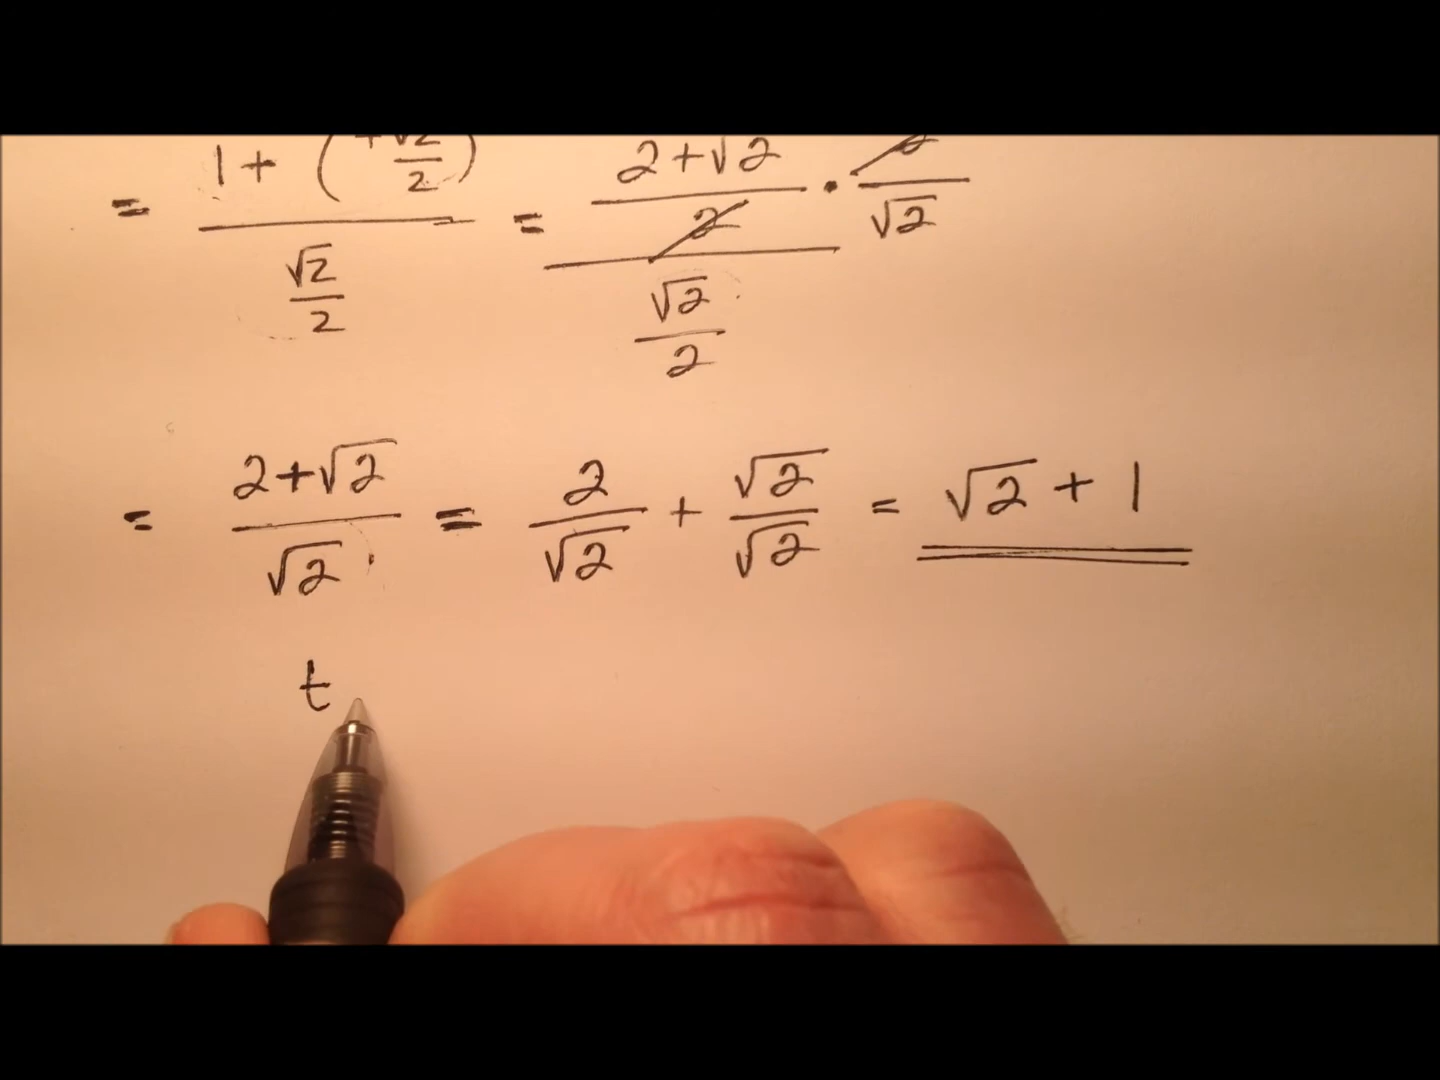 = (1 + (+√2/2)) / (√2/2) = ((2+√2)/2) / (√2/2) · 2/√2
= (2+√2)/√2 = 2/√2 + √2/√2 = √2 + 1
t